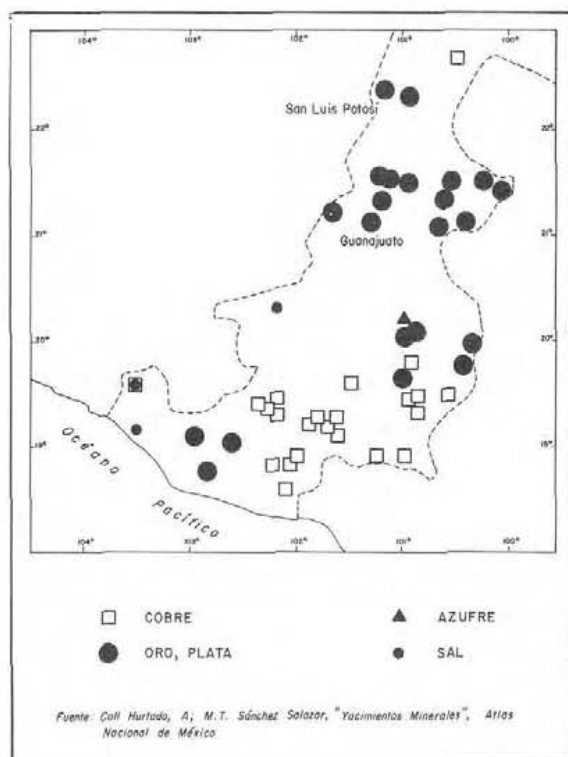 104° 103° 102° 101° 100°
San Luis Potosí
22° 22°
21° 21°
Guanajuato
20° 20°
19° 19°
Océano
Pacífico
104° 103° 102° 101° 100°
COBRE AZUFRE
ORO, PLATA SAL
Fuente: Coll Hurtado, A; M.T. Sánchez Salazar, "Yacimientos Minerales", Atlas
Nacional de México